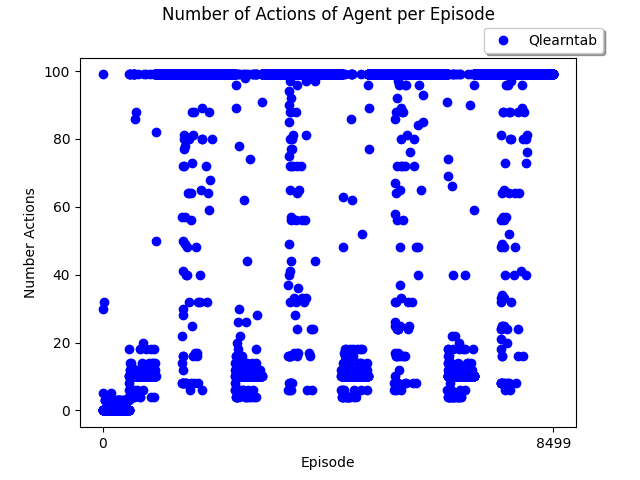 Number of Actions of Agent per Episode
Qlearntab
100
80
60
40
20
0
Number Actions
0
8499
Episode